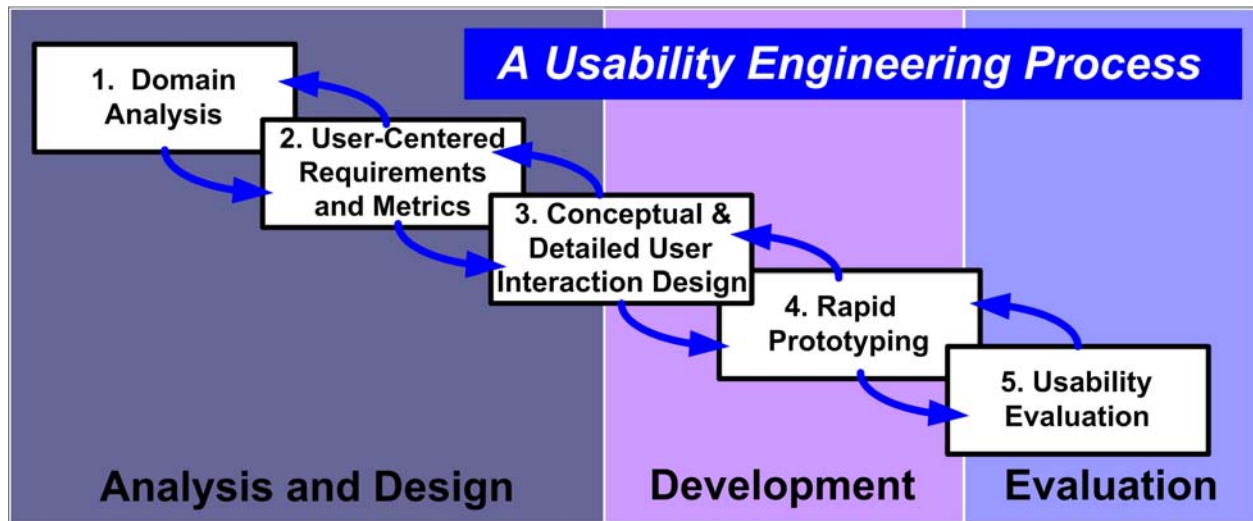 A Usability Engineering Process
1. Domain
Analysis
2. User-Centered
Requirements
and Metrics
3. Conceptual &
Detailed User
Interaction Design
4. Rapid
Prototyping
5. Usability
Evaluation
Analysis and Design
Development
Evaluation